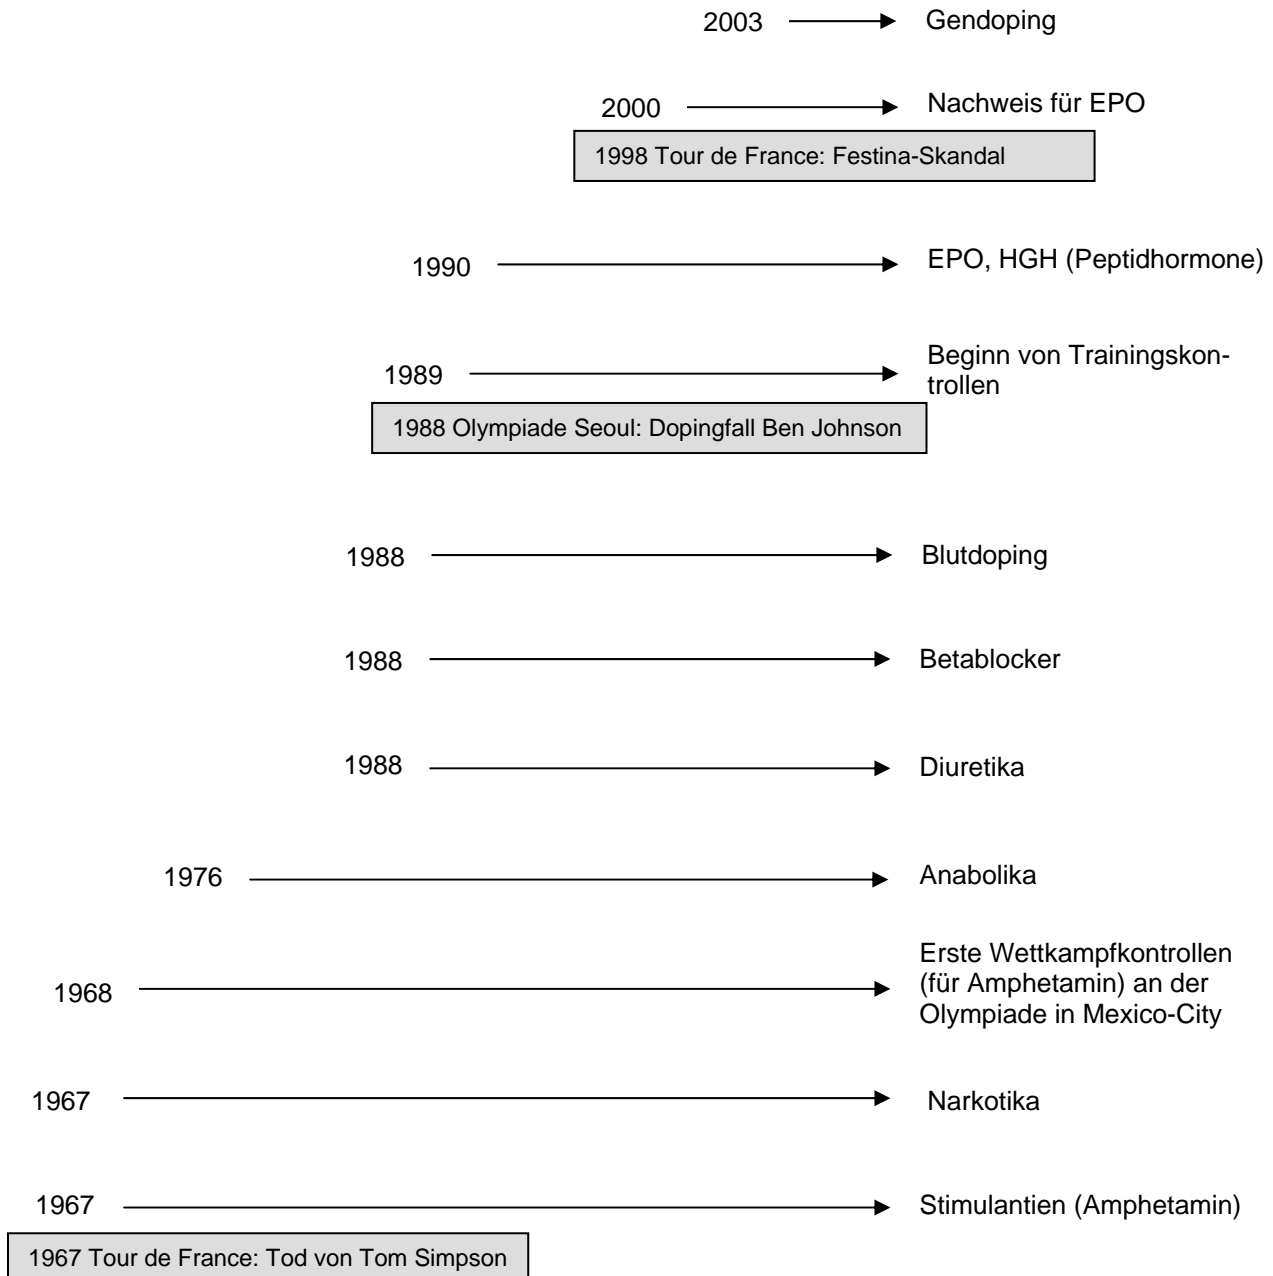 2003 Gendoping
2000 Nachweis für EPO
1998 Tour de France: Festina-Skandal
1990 EPO, HGH (Peptidhormone)
1989 Beginn von Trainingskon-
trollen
1988 Olympiade Seoul: Dopingfall Ben Johnson
1988 Blutdoping
1988 Betablocker
1988 Diuretika
1976 Anabolika
1968 Erste Wettkampfkontrollen
(für Amphetamin) an der
Olympiade in Mexico-City
1967 Narkotika
1967 Stimulantien (Amphetamin)
1967 Tour de France: Tod von Tom Simpson